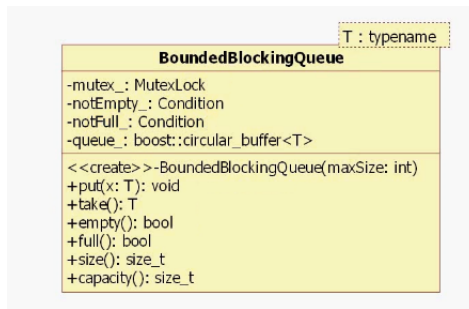 T : typename
BoundedBlockingQueue
-mutex_: MutexLock
-notEmpty_: Condition
-notFull_: Condition
-queue_: boost::circular_buffer<T>
<<create>>-BoundedBlockingQueue(maxSize: int)
+put(x: T): void
+take(): T
+empty(): bool
+full(): bool
+size(): size_t
+capacity(): size_t